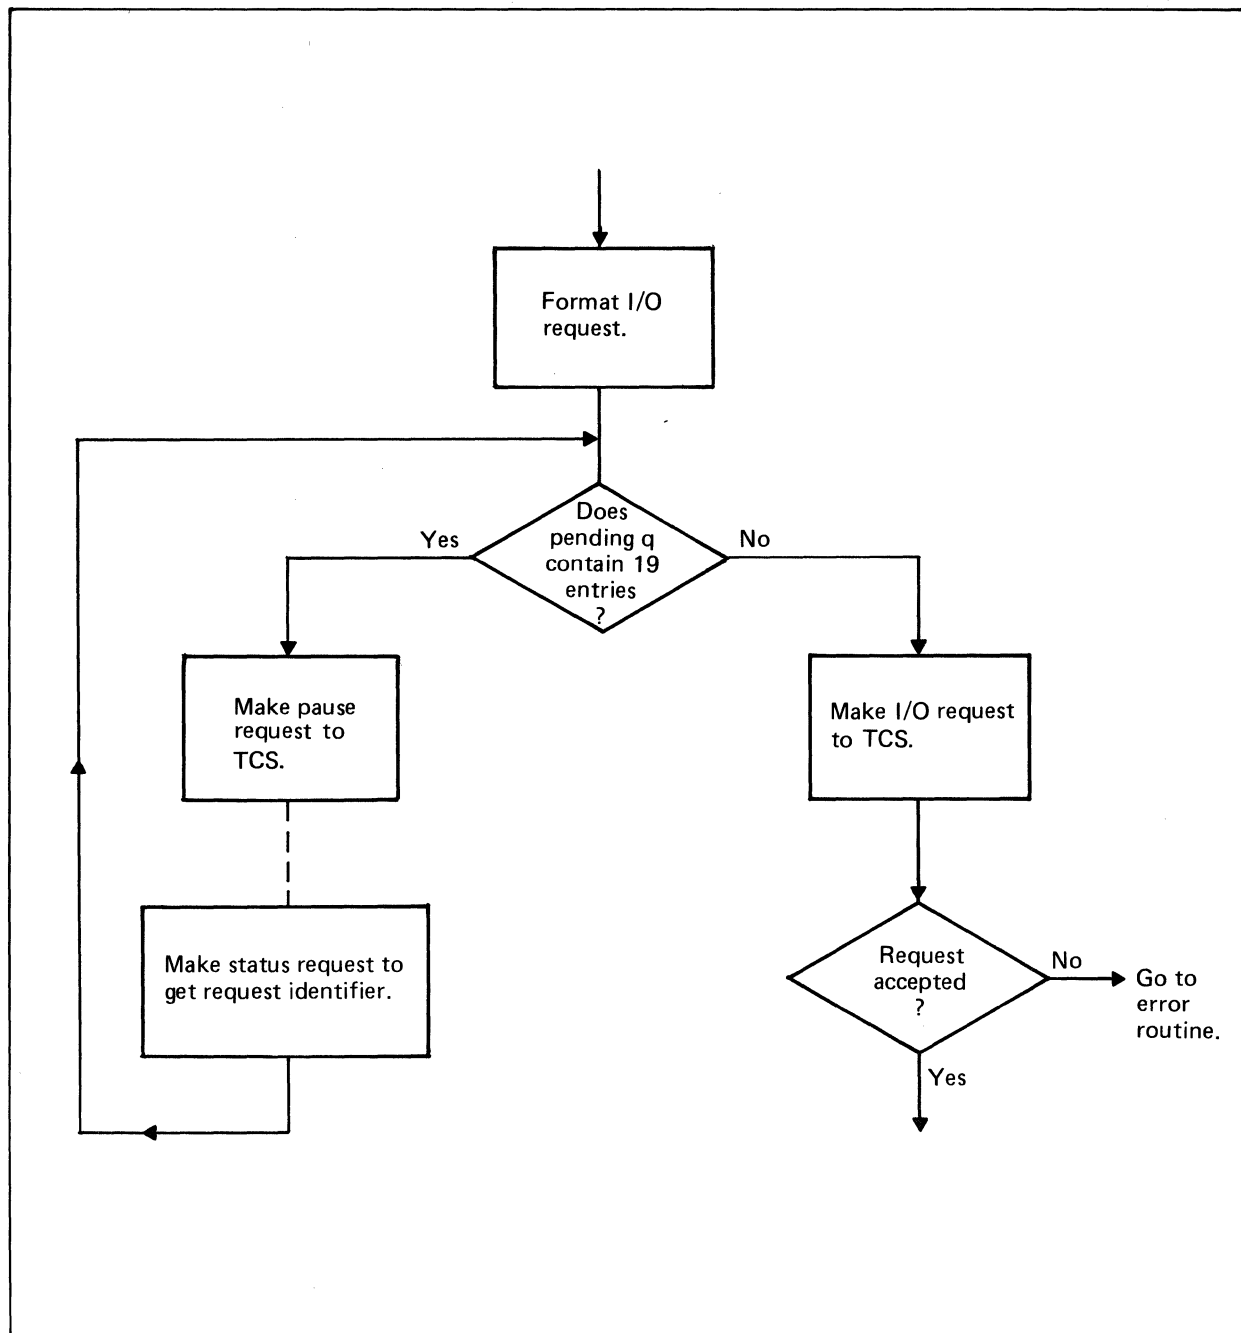 Format I/O
request.
Does
pending q
contain 19
entries
?
Yes
No
Make pause
request to
TCS.
Make I/O request
to TCS.
Make status request to
get request identifier.
Request
accepted
?
No
Go to
error
routine.
Yes